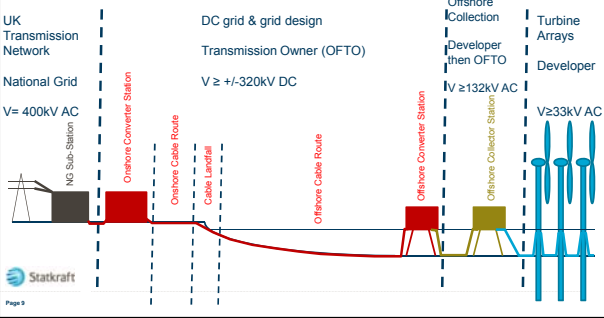 UK
Transmission
Network
National Grid
V= 400kV AC
DC grid & grid design
Transmission Owner (OFTO)
V ≥ +/-320kV DC
Offshore
Collection
Developer
then OFTO
V ≥132kV AC
Turbine
Arrays
Developer
V≥33kV AC
NG Sub-Station
Onshore Converter Station
Onshore Cable Route
Cable Landfall
Offshore Cable Route
Offshore Converter Station
Offshore Collector Station
Statkraft
Page 9